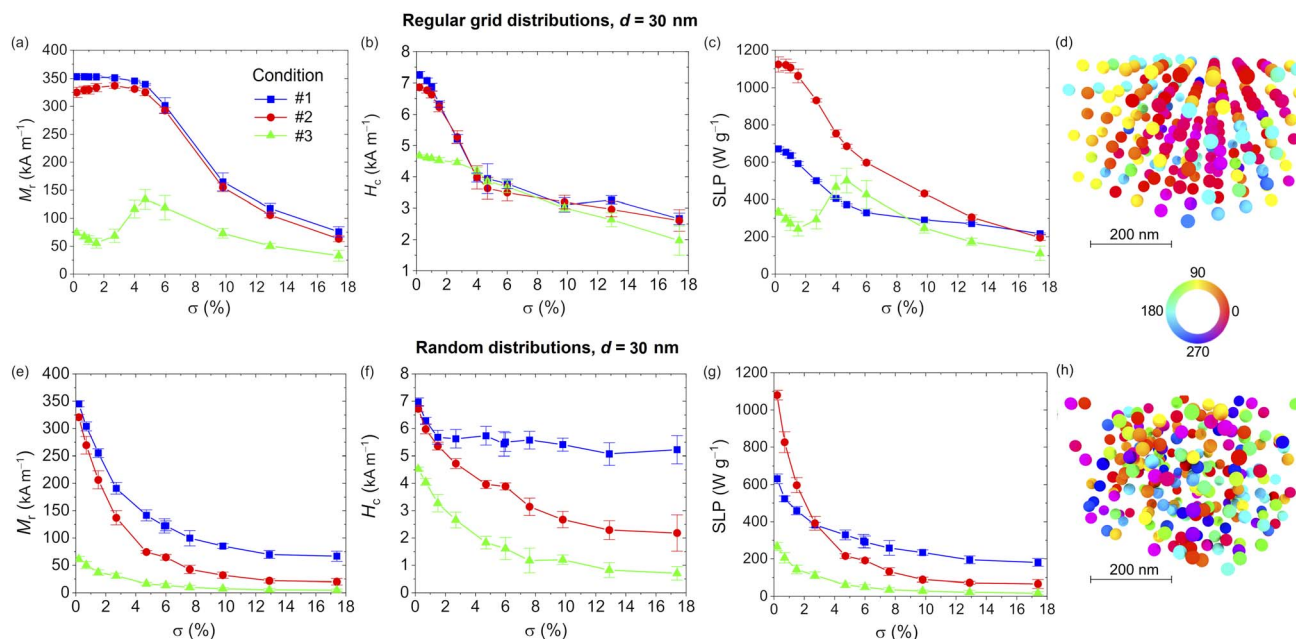 Regular grid distributions, d = 30 nm
(a)
Mr (kA m−1)
400
350
300
250
200
150
100
50
0
Condition
#1
#2
#3
0 2 4 6 8 10 12 14 16 18
σ (%)
(b)
Hc (kA m−1)
8
7
6
5
4
3
2
1
0 2 4 6 8 10 12 14 16 18
σ (%)
(c)
SLP (W g−1)
1200
1000
800
600
400
200
0
0 2 4 6 8 10 12 14 16 18
σ (%)
(d)
200 nm
90
180
0
270
Random distributions, d = 30 nm
(e)
Mr (kA m−1)
400
350
300
250
200
150
100
50
0
0 2 4 6 8 10 12 14 16 18
σ (%)
(f)
Hc (kA m−1)
8
7
6
5
4
3
2
1
0
0 2 4 6 8 10 12 14 16 18
σ (%)
(g)
SLP (W g−1)
1200
1000
800
600
400
200
0
0 2 4 6 8 10 12 14 16 18
σ (%)
(h)
200 nm